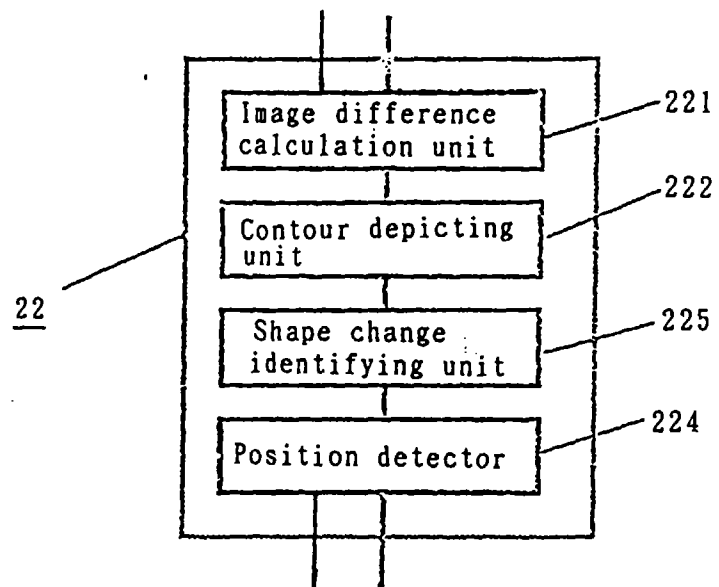 Image difference
calculation unit
221
Contour depicting
unit
222
22
Shape change
identifying unit
225
Position detector
224